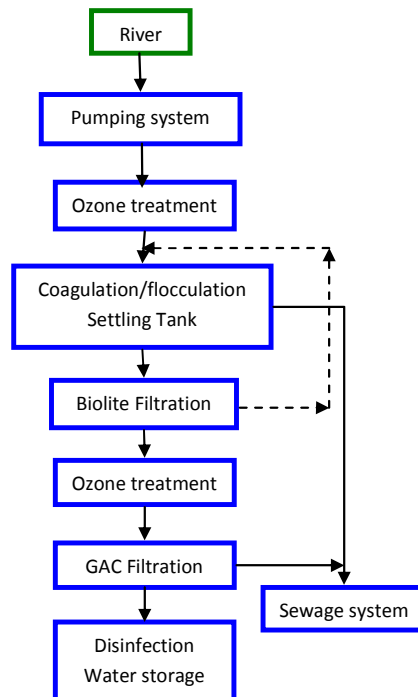 River
Pumping system
Ozone treatment
Coagulation/flocculation
Settling Tank
Biolite Filtration
Ozone treatment
GAC Filtration
Sewage system
Disinfection
Water storage